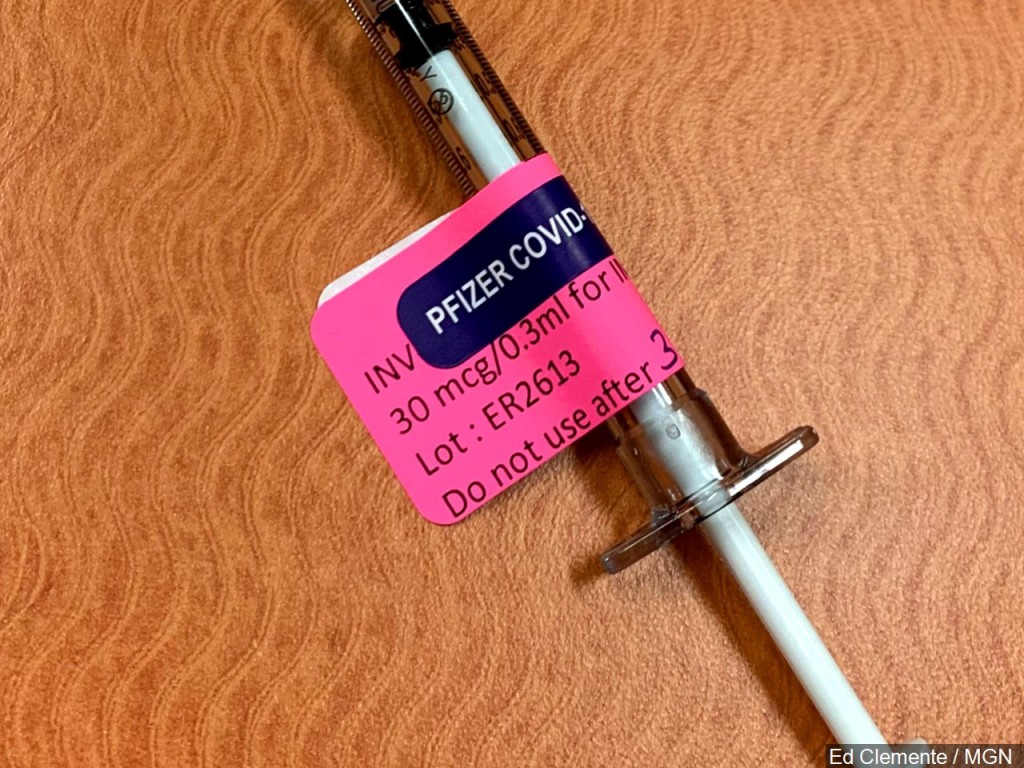 PFIZER COVID-
INV
30 mcg/0.3ml for
Lot : ER2613
Do not use after 3
Ed Clemente / MGN